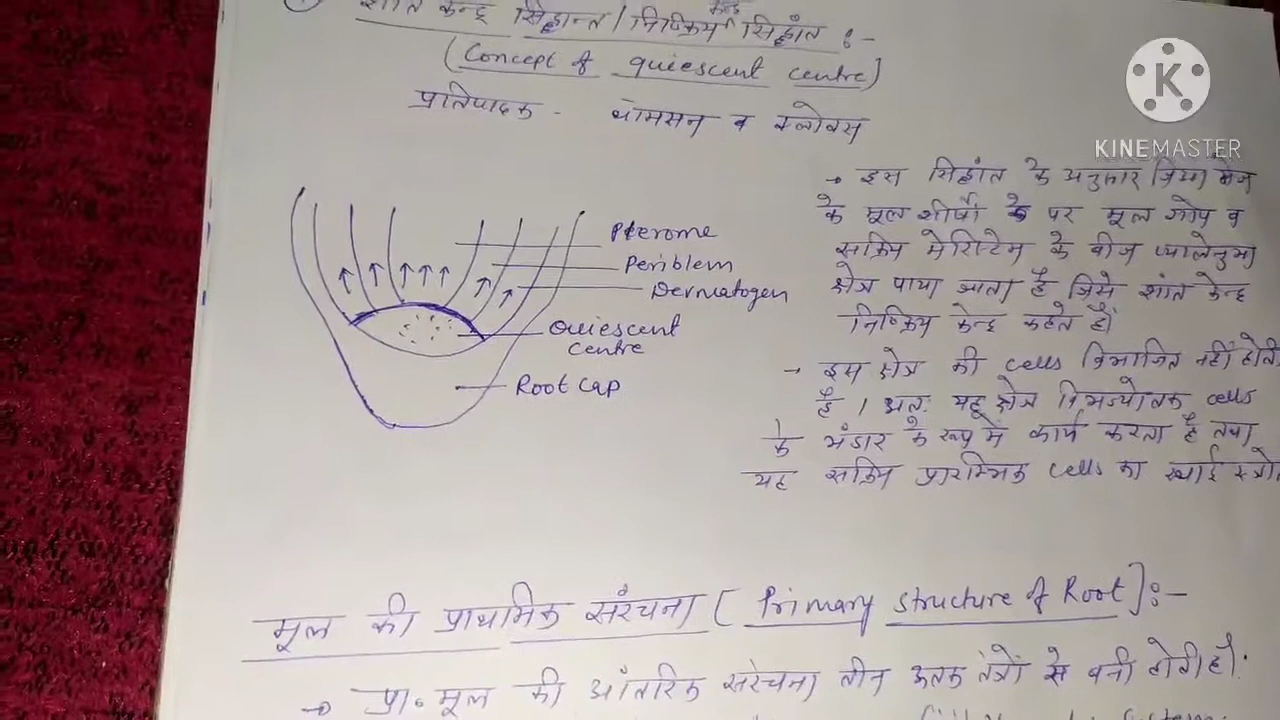 शांत केन्द्र सिद्धान्त / निष्क्रिय केन्द्र सिद्धांत :-
(Concept of quiescent centre)
प्रतिपादक - थॉमसन व क्लोवस
K
KINEMASTER
→ इस सिद्धांत के अनुसार
के मूल शीर्षों पर मूल गोप व
सक्रिय मेरिस्टेम के बीच प्यालेनुमा
क्षेत्र पाया जाता है जिसे शांत केन्द्र
निष्क्रिय केन्द्र कहते हैं।
→ इस क्षेत्र की cells विभाजित नहीं होती
है। अतः यह क्षेत्र विभज्योतक cells
के भंडार के रूप में कार्य करता है तथा
यह सक्रिय प्रारम्भिक cells का स्थाई
Plerome
Periblem
Dermatogen
Quiescent
centre
Root cap
मूल की प्राथमिक संरचना ( Primary structure of Root ) :-
→ प्रा॰ मूल की आंतरिक संरचना तीन ऊतक तंत्रों से बनी होती है।